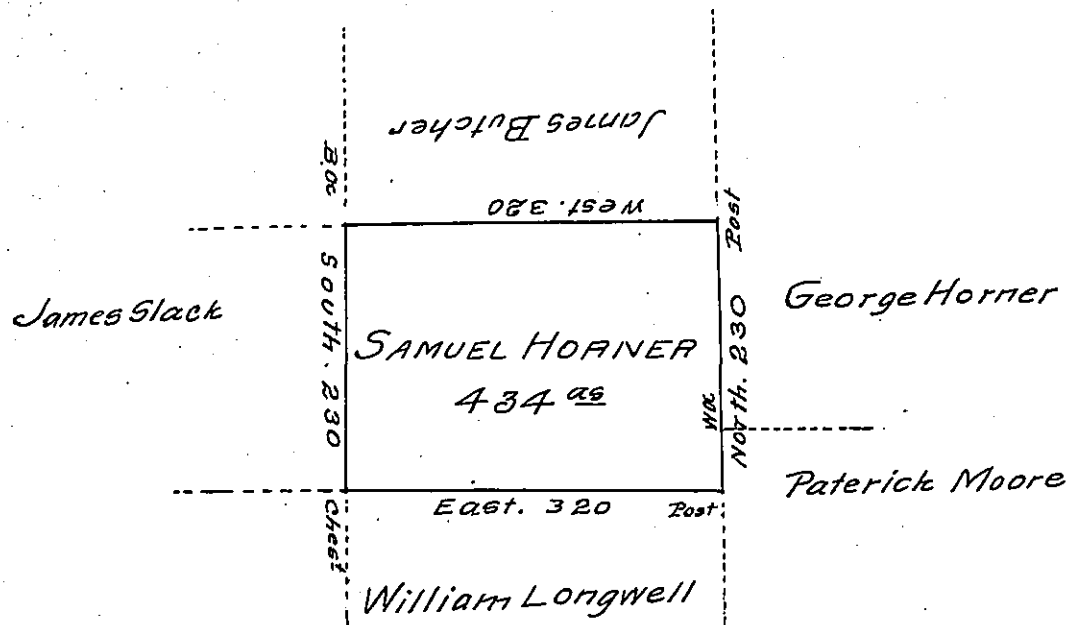 James Butcher
B.o
West. 320
Post
James Slack
South. 230
SAMUEL HORNER
434 as
North. 230
George Horner
Wo
Paterick Moore
East. 320
Post
Chest
William Longwell